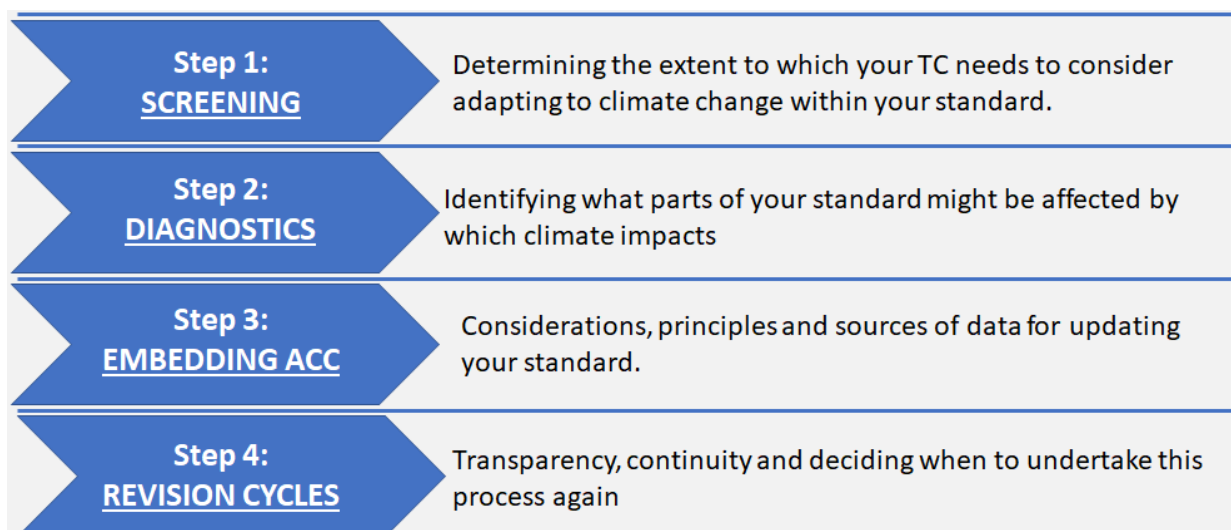 Step 1:
SCREENING
Determining the extent to which your TC needs to consider
adapting to climate change within your standard.
Step 2:
DIAGNOSTICS
Identifying what parts of your standard might be affected by
which climate impacts
Step 3:
EMBEDDING ACC
Considerations, principles and sources of data for updating
your standard.
Step 4:
REVISION CYCLES
Transparency, continuity and deciding when to undertake this
process again